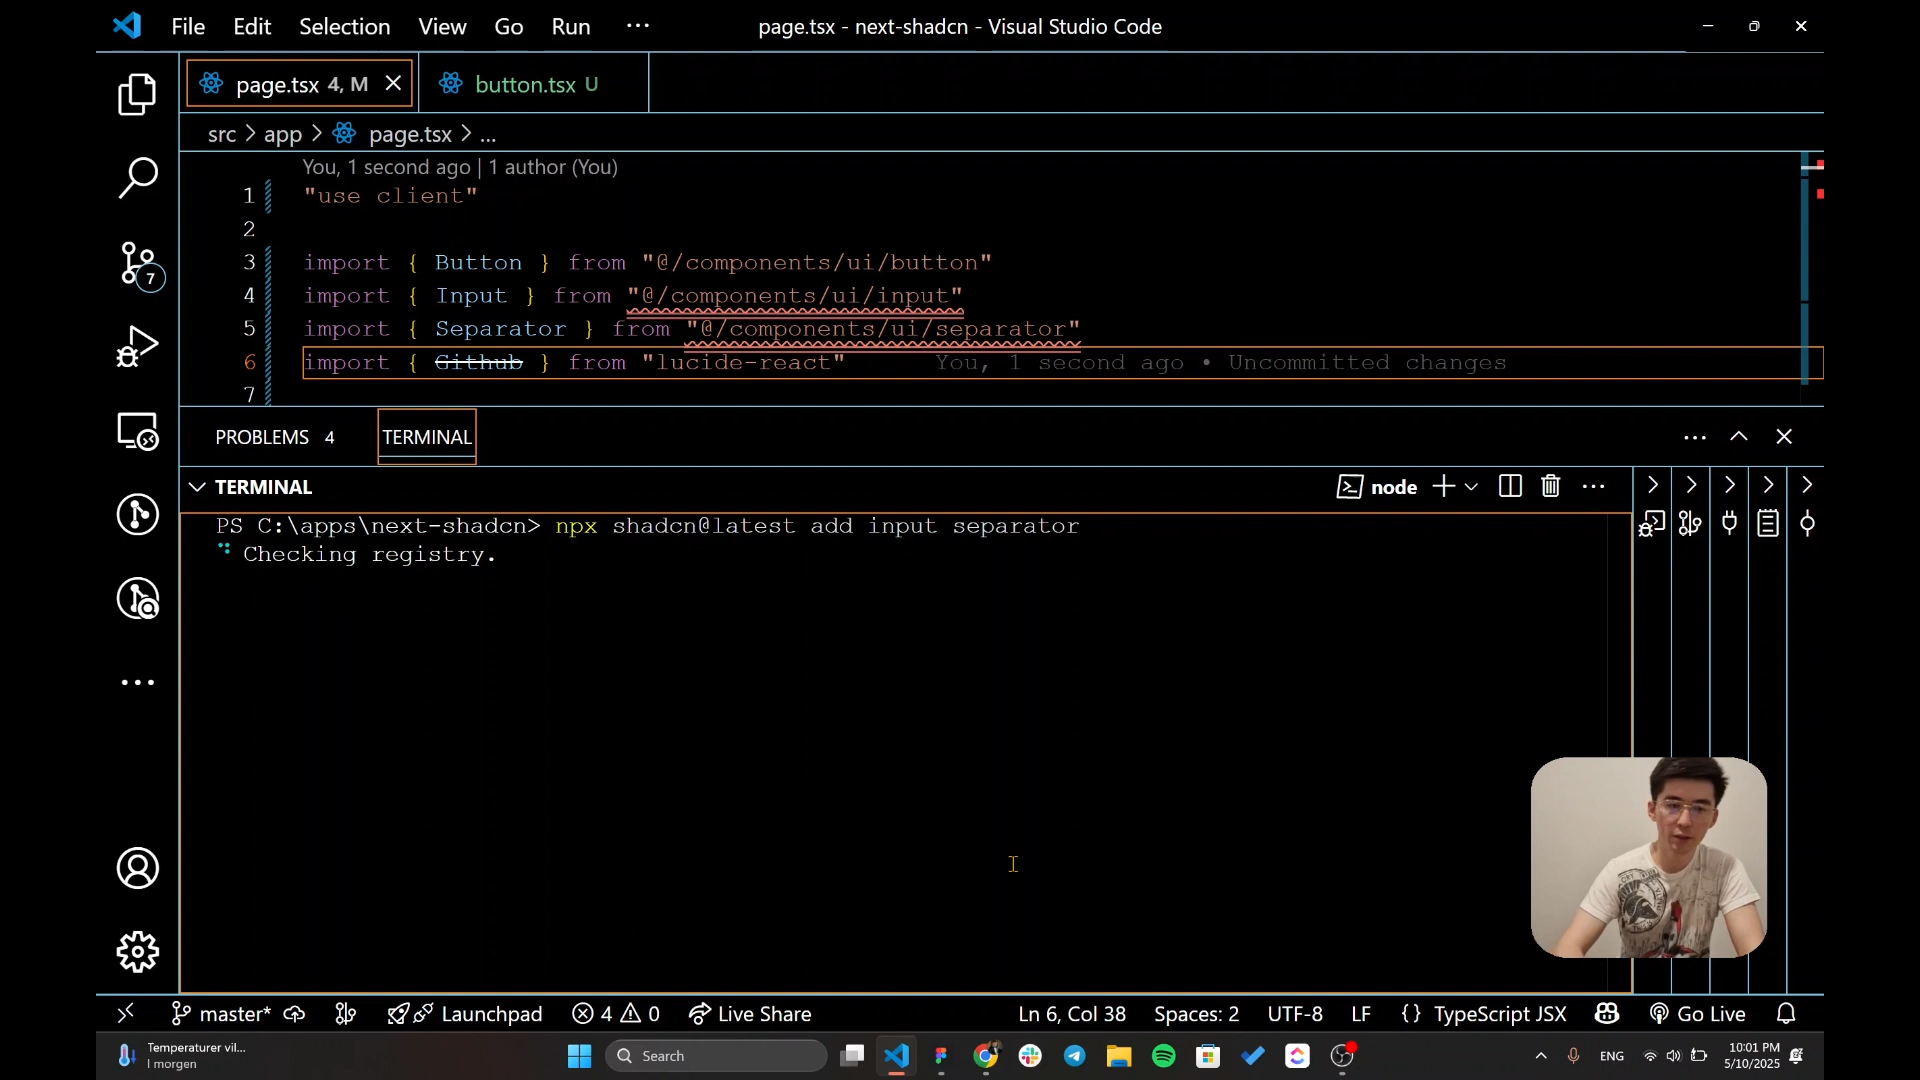 File Edit Selection View Go Run ···
page.tsx - next-shadcn - Visual Studio Code
page.tsx 4, M
button.tsx U
src > app > page.tsx > ...
You, 1 second ago | 1 author (You)
1 "use client"
2
3 import { Button } from "@/components/ui/button"
4 import { Input } from "@/components/ui/input"
5 import { Separator } from "@/components/ui/separator"
6 import { Github } from "lucide-react" You, 1 second ago • Uncommitted changes
7
7
PROBLEMS 4 TERMINAL
TERMINAL
node
PS C:\apps\next-shadcn> npx shadcn@latest add input separator
Checking registry.
master* Launchpad 4 0 Live Share
Ln 6, Col 38 Spaces: 2 UTF-8 LF {} TypeScript JSX Go Live
Temperaturer vil...
I morgen
Search
ENG
10:01 PM
5/10/2025